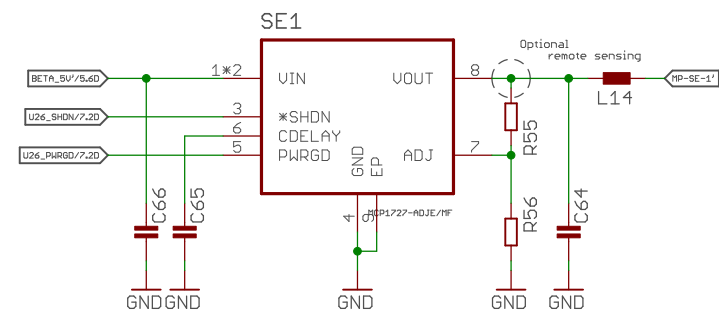 SE1
Optional
remote sensing
BETA_5V'/5.6D
1*2
VIN
VOUT
8
MP-SE-1'
L14
U26_SHDN/7.2D
3
*SHDN
6
CDELAY
U26_PWRGD/7.2D
5
PWRGD
GND
EP
ADJ
7
R55
4
9
MCP1727-ADJE/MF
C66
C65
R56
C64
GND
GND
GND
GND
GND